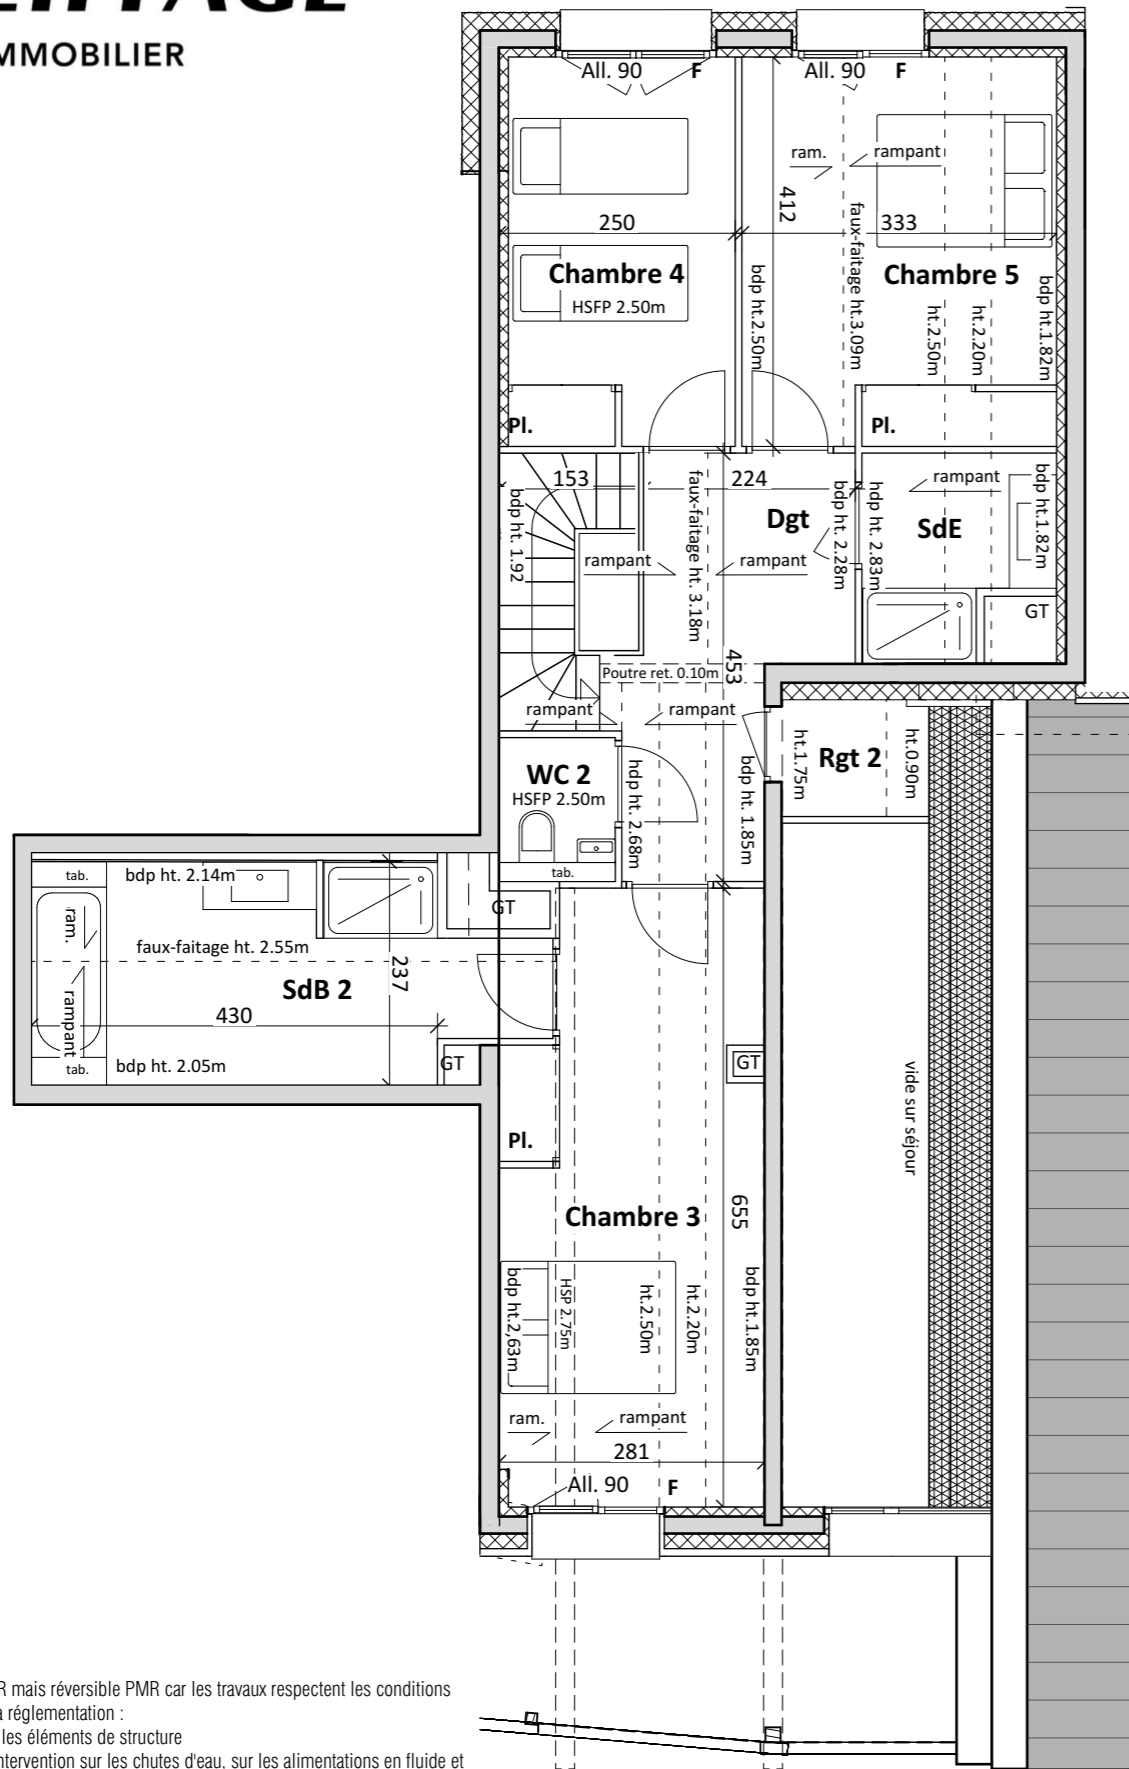 IMMOBILIER
All. 90
F
All. 90
F
ram.
rampant
412
250
333
faux-faitage ht.3.09m
Chambre 4
HSFP 2.50m
Chambre 5
bdp ht.2.50m
ht.2.50m
ht.2.20m
bdp ht.1.82m
Pl.
Pl.
153
224
bdp ht. 1.92
faux-faitage ht. 3.18m
Dgt
bdp ht. 2.28m
hdp ht. 2.83m
rampant
SdE
bdp ht.1.82m
rampant
rampant
GT
453
Poutre ret. 0.10m
rampant
rampant
WC 2
HSFP 2.50m
hdp ht. 2.68m
bdp ht. 1.85m
ht.1.75m
Rgt 2
ht.0.90m
tab.
tab.
bdp ht. 2.14m
GT
ram.
faux-faitage ht. 2.55m
237
SdB 2
rampant
430
tab.
bdp ht. 2.05m
GT
GT
vide sur séjour
Pl.
Chambre 3
655
bdp ht.2,63m
HSP 2.75m
ht.2.50m
ht.2.20m
bdp ht.1.85m
ram.
rampant
281
All. 90
F
R mais réversible PMR car les travaux respectent les conditions
a réglementation :
les éléments de structure
ntervention sur les chutes d'eau, sur les alimentations en fluide et